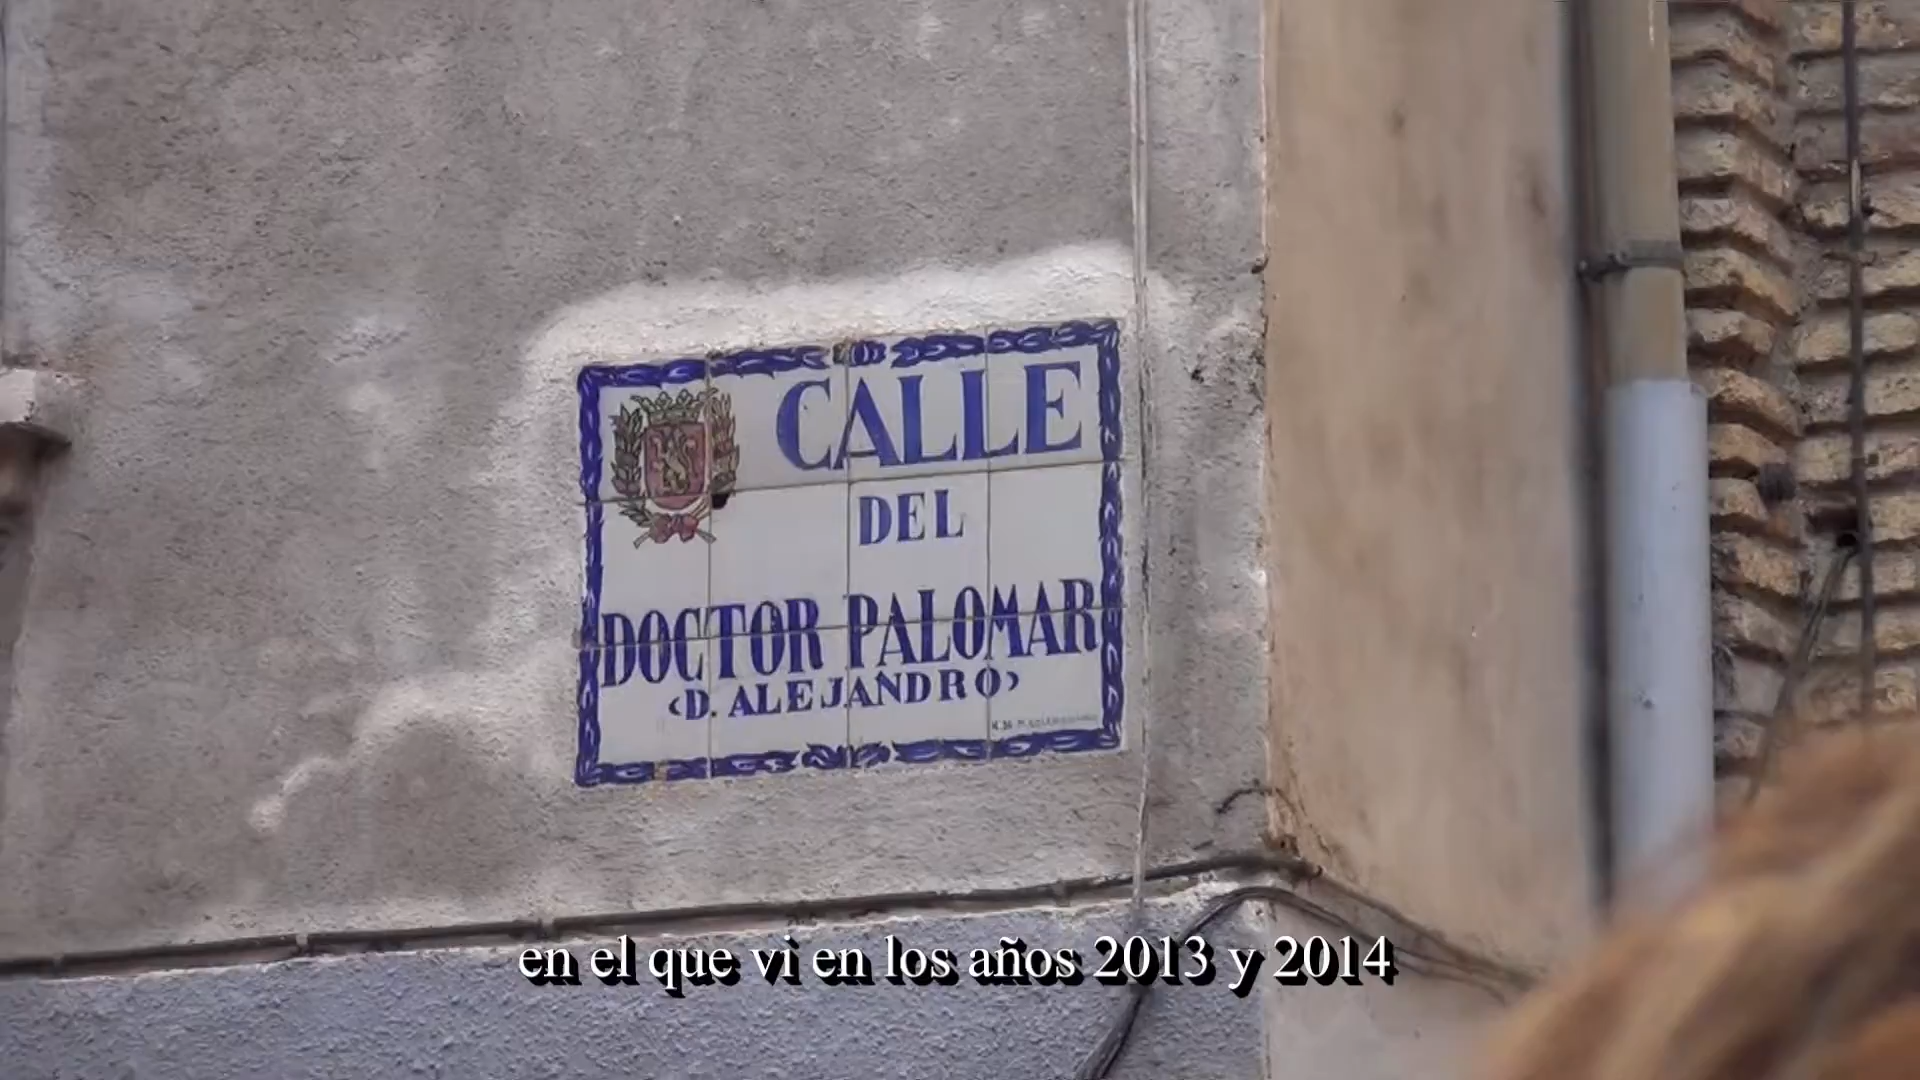 CALLE
DEL
DOCTOR PALOMAR
<D. ALEJANDRO>
en el que vi en los años 2013 y 2014